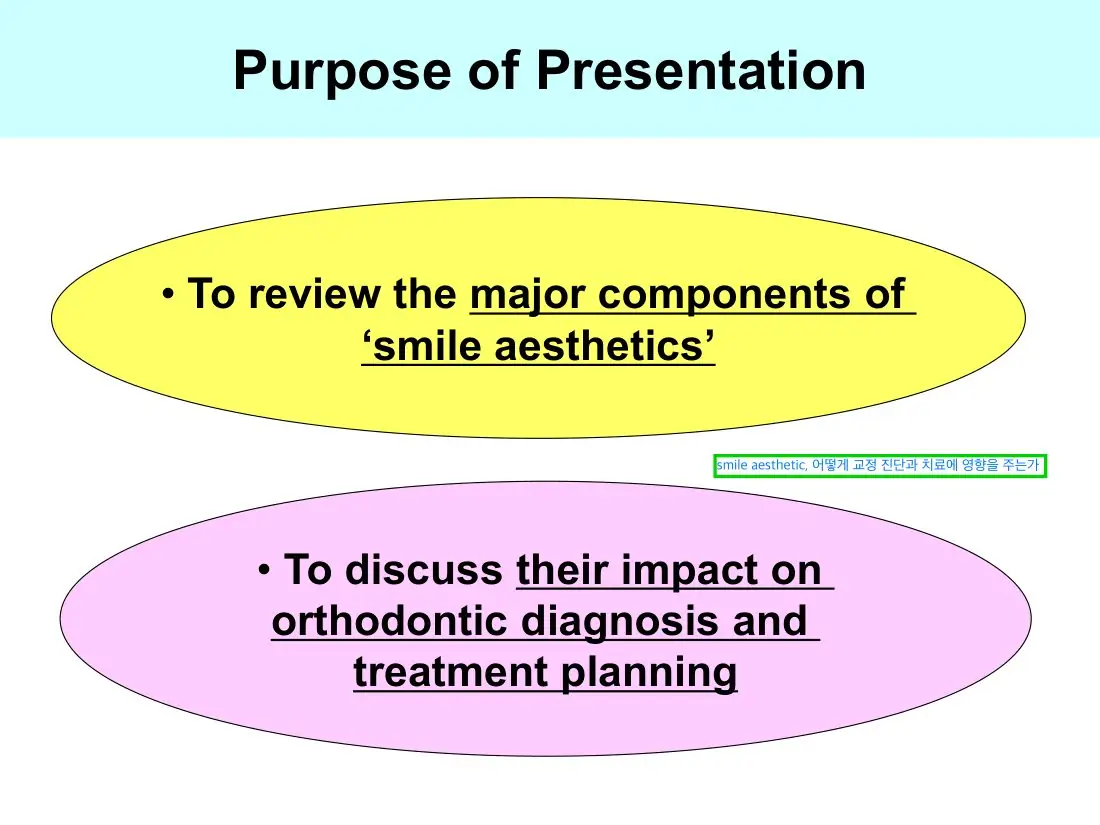 Purpose of Presentation
• To review the major components of
‘smile aesthetics’
smile aesthetic, 어떻게 교정 진단과 치료에 영향을 주는가
• To discuss their impact on
orthodontic diagnosis and
treatment planning